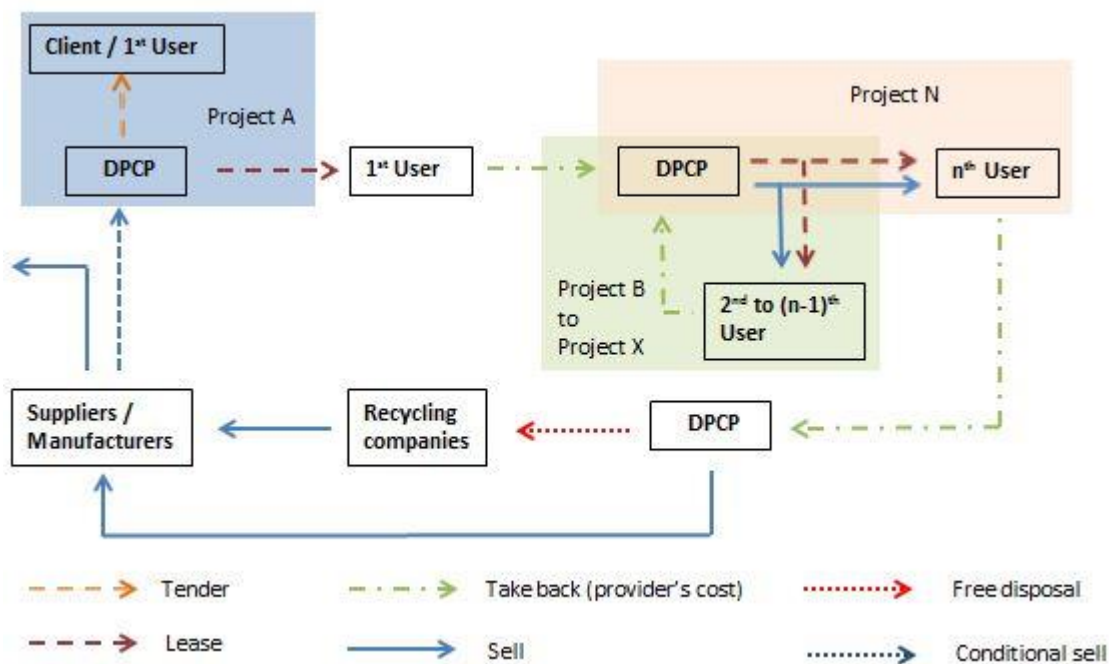 Client / 1st User
Project A
DPCP
1st User
Project N
DPCP
nth User
Project B
to
Project X
2nd to (n-1)th
User
Suppliers /
Manufacturers
Recycling
companies
DPCP
Tender
Take back (provider's cost)
Free disposal
Lease
Sell
Conditional sell